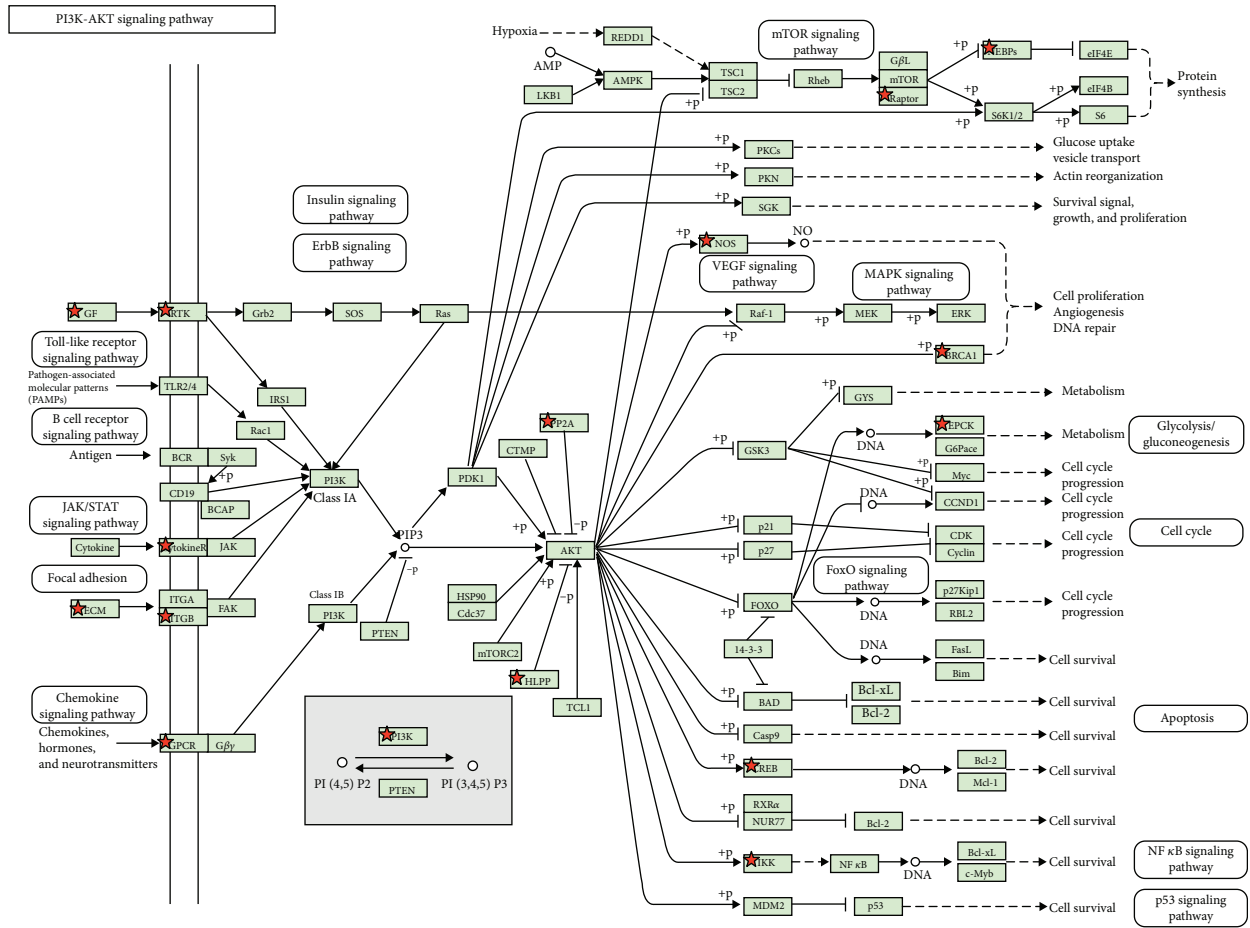 PI3K-AKT signaling pathway
Hypoxia
REDD1
AMP
LKB1
AMPK
+p
TSC1
TSC2
Rheb
mTOR signaling
pathway
GβL
mTOR
Raptor
+p
EBPs
eIF4E
+p
S6K1/2
+p
+p
eIF4B
+p
S6
Protein
synthesis
+p
PKCs
Glucose uptake
vesicle transport
+p
PKN
Actin reorganization
+p
SGK
Survival signal,
growth, and proliferation
Insulin signaling
pathway
ErbB signaling
pathway
+p
NOS
NO
VEGF signaling
pathway
MAPK signaling
pathway
GF
RTK
Grb2
SOS
Ras
Raf-1
+p
+p
MEK
+p
ERK
Cell proliferation
Angiogenesis
DNA repair
+p
BRCA1
Toll-like receptor
signaling pathway
Pathogen-associated
molecular patterns
(PAMPs)
TLR2/4
IRS1
Rac1
B cell receptor
signaling pathway
Antigen
BCR
Syk
+p
CD19
BCAP
PI3K
Class IA
JAK/STAT
signaling pathway
Cytokine
CytokineR
JAK
Focal adhesion
ECM
ITGA
ITGB
FAK
Chemokine
signaling pathway
Chemokines,
hormones,
and neurotransmitters
GPCR
Gβγ
Class IB
PI3K
PIP3
–p
PTEN
PDK1
CTMP
PP2A
+p
–p
AKT
HSP90
Cdc37
+p
–p
mTORC2
HLPP
TCL1
PI3K
PI (4,5) P2
PI (3,4,5) P3
PTEN
+p
GYS
Metabolism
+p
GSK3
DNA
EPCK
G6Pace
Metabolism
Glycolysis/
gluconeogenesis
+p
Myc
Cell cycle
progression
+p
DNA
CCND1
Cell cycle
progression
+p
p21
+p
p27
CDK
Cyclin
Cell cycle
progression
Cell cycle
FoxO signaling
pathway
+p
FOXO
DNA
p27Kip1
RBL2
Cell cycle
progression
14-3-3
DNA
FasL
Bim
Cell survival
+p
BAD
Bcl-xL
Bcl-2
Cell survival
Apoptosis
+p
Casp9
Cell survival
+p
CREB
DNA
Bcl-2
Mcl-1
Cell survival
+p
RXRα
NUR77
Bcl-2
Cell survival
+p
IKK
NF κB
DNA
Bcl-xL
c-Myb
Cell survival
NF κB signaling
pathway
+p
MDM2
p53
Cell survival
p53 signaling
pathway